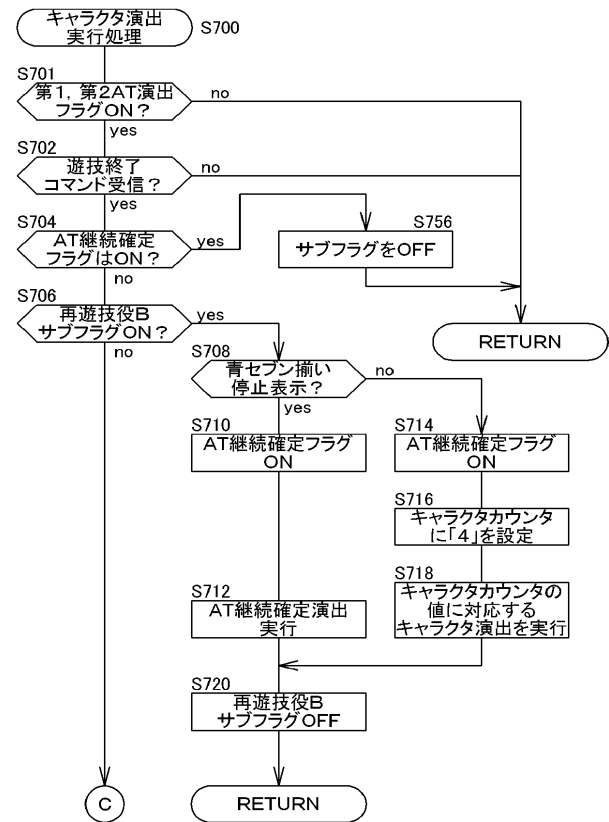 キャラクタ演出
実行処理
S700
S701
第1，第2AT演出
フラグON？
no
yes
S702
遊技終了
コマンド受信？
no
yes
S704
AT継続確定
フラグはON？
yes
no
S756
サブフラグをOFF
RETURN
S706
再遊技役B
サブフラグON？
yes
no
S708
青セブン揃い
停止表示？
no
yes
S710
AT継続確定フラグ
ON
S714
AT継続確定フラグ
ON
S716
キャラクタカウンタ
に「4」を設定
S712
AT継続確定演出
実行
S718
キャラクタカウンタの
値に対応する
キャラクタ演出を実行
S720
再遊技役B
サブフラグOFF
C
RETURN